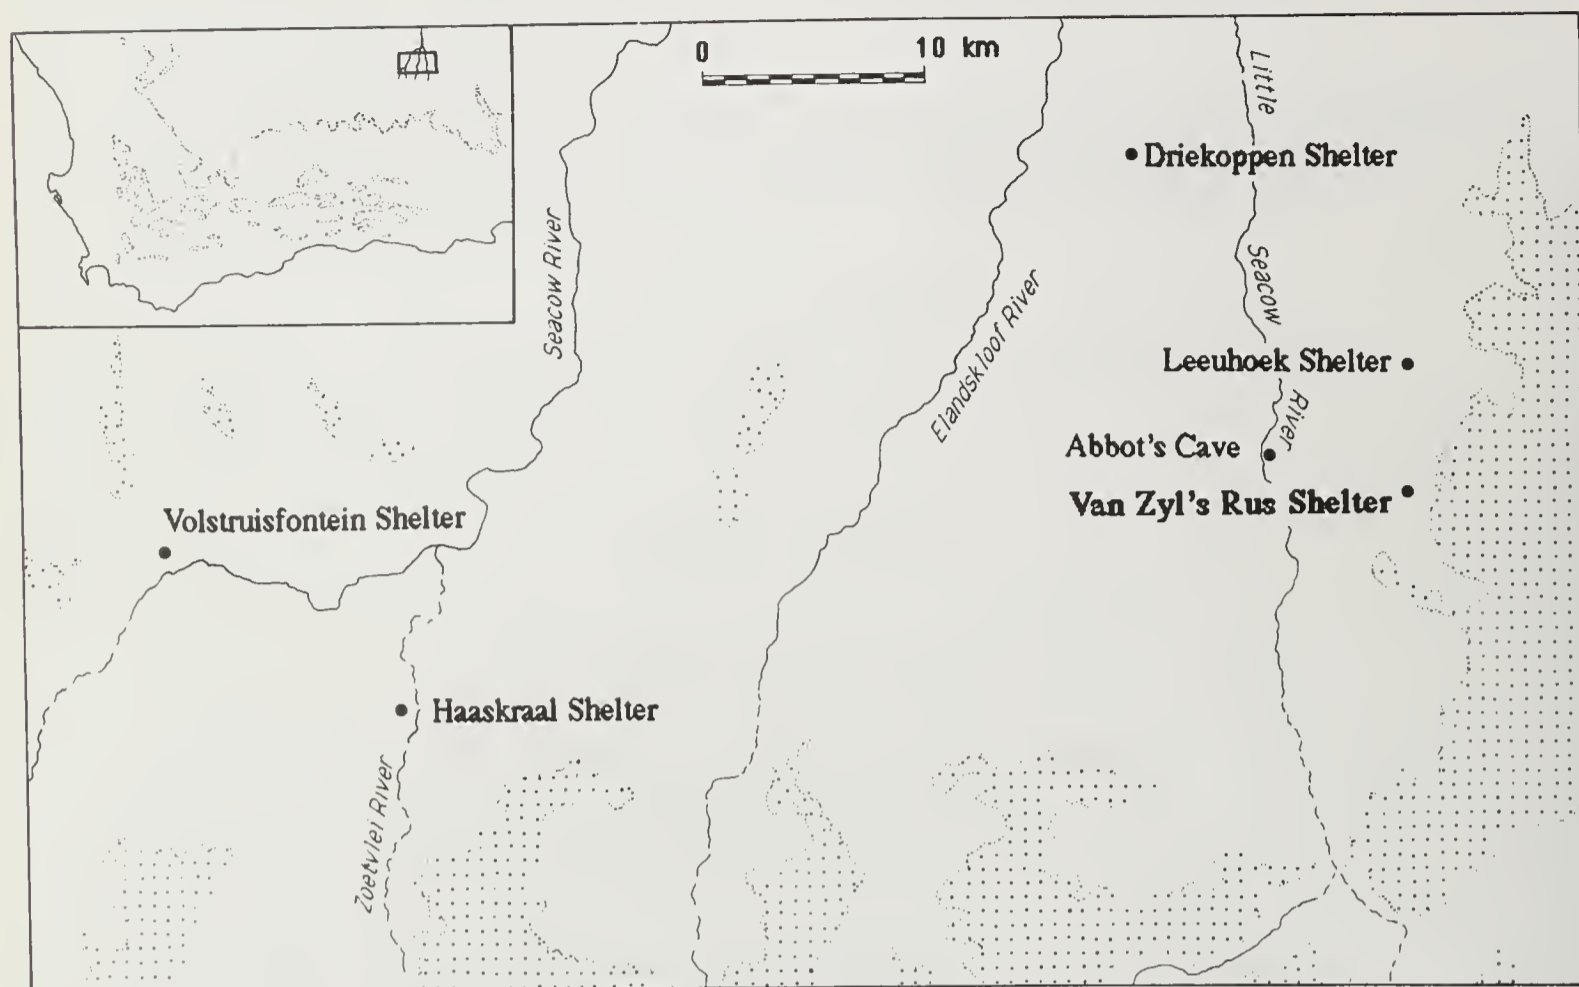 0 10 km
Little
Driekoppen Shelter
Seacow River
Seacow
Elandskloof River
Leeuhoek Shelter
River
Abbot's Cave
Van Zyl's Rus Shelter
Volstruisfontein Shelter
Haaskraal Shelter
Zoetvlei River